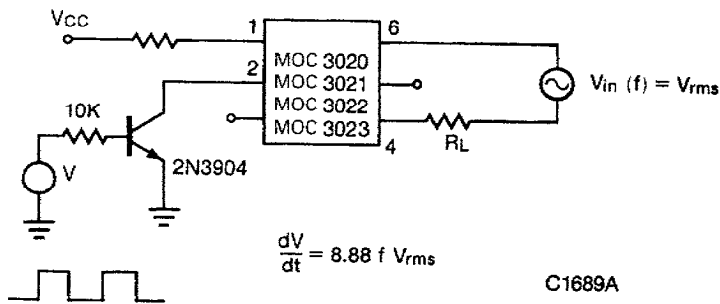 VCC
1
6
MOC 3020
MOC 3021
MOC 3022
MOC 3023
2
4
Vin (f) = Vrms
RL
10K
2N3904
V
dV/dt = 8.88 f Vrms
C1689A